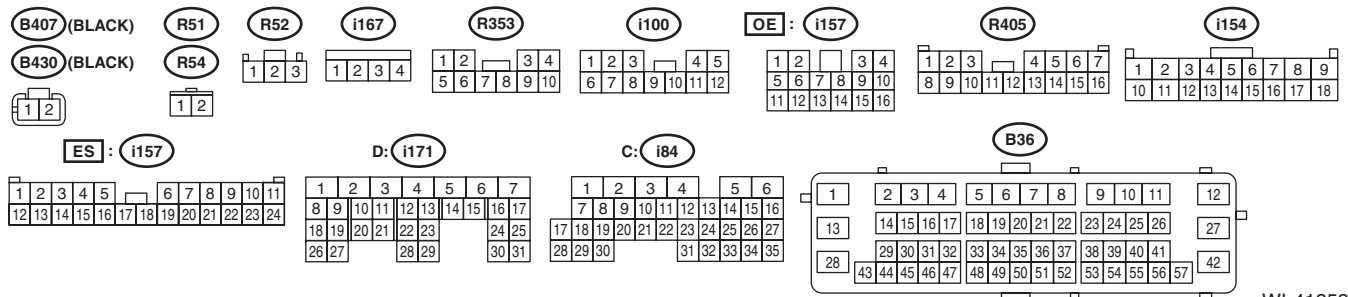 B407 (BLACK) R51 R52 i167 R353 i100 OE : i157 R405 i154
B430 (BLACK) R54
1 2
1 2
1 2 3
1 2 3 4
1 2 3 4
5 6 7 8 9 10
1 2 3 4 5
6 7 8 9 10 11 12
1 2 3 4
5 6 7 8 9 10
11 12 13 14 15 16
1 2 3 4 5 6 7
8 9 10 11 12 13 14 15 16
1 2 3 4 5 6 7 8 9
10 11 12 13 14 15 16 17 18
ES : i157 D: i171 C: i84 B36
1 2 3 4 5 6 7 8 9 10 11
12 13 14 15 16 17 18 19 20 21 22 23 24
1 2 3 4 5 6 7
8 9 10 11 12 13 14 15 16 17
18 19 20 21 22 23 24 25
26 27 28 29 30 31
1 2 3 4 5 6
7 8 9 10 11 12 13 14 15 16
17 18 19 20 21 22 23 24 25 26 27
28 29 30 31 32 33 34 35
1 2 3 4 5 6 7 8 9 10 11 12
13 14 15 16 17 18 19 20 21 22 23 24 25 26 27
28 29 30 31 32 33 34 35 36 37 38 39 40 41 42
43 44 45 46 47 48 49 50 51 52 53 54 55 56 57